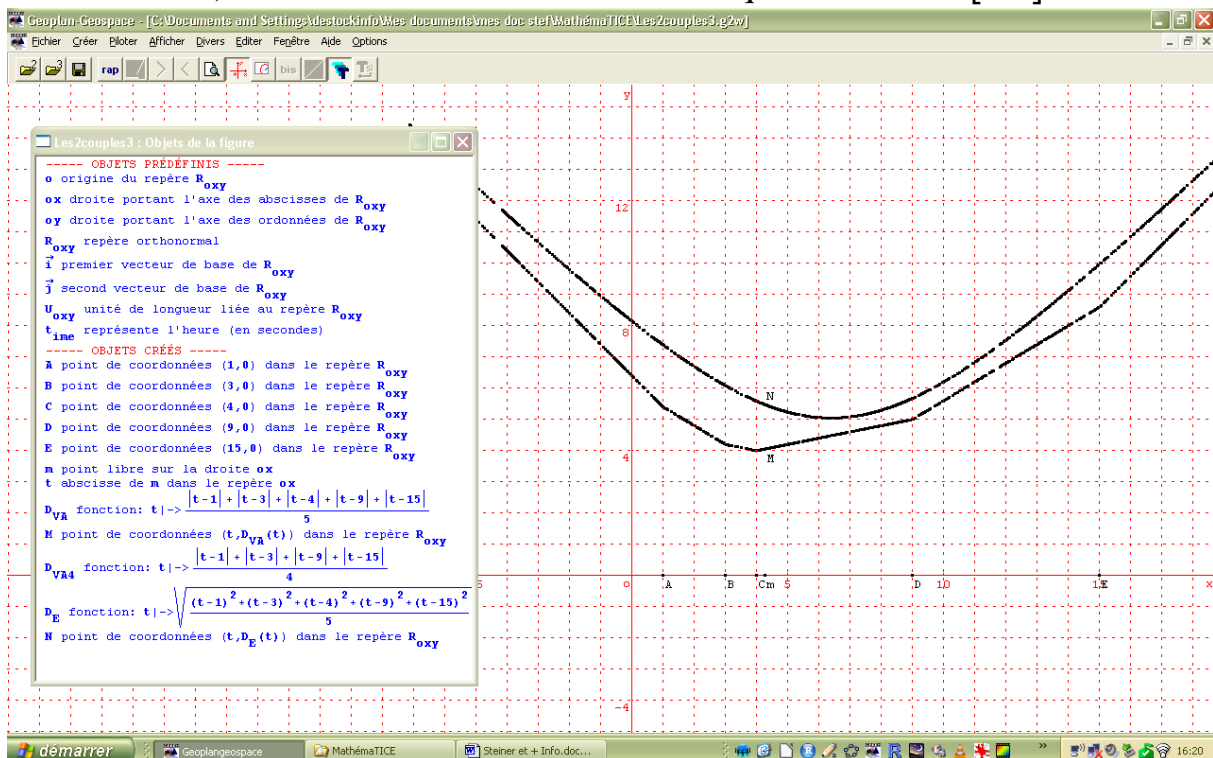 Geoplan-Geospace - [C:\Documents and Settings\destockinfo\Mes documents\mes doc stef\MathémaTICE\Les2couples3.g2w]
Fichier Créer Piloter Afficher Divers Editer Fenêtre Aide Options
rap bis
Les2couples3 : Objets de la figure
----- OBJETS PRÉDÉFINIS -----
o origine du repère Roxy
ox droite portant l'axe des abscisses de Roxy
oy droite portant l'axe des ordonnées de Roxy
Roxy repère orthonormal
i premier vecteur de base de Roxy
j second vecteur de base de Roxy
Uoxy unité de longueur liée au repère Roxy
time représente l'heure (en secondes)
----- OBJETS CRÉÉS -----
A point de coordonnées (1,0) dans le repère Roxy
B point de coordonnées (3,0) dans le repère Roxy
C point de coordonnées (4,0) dans le repère Roxy
D point de coordonnées (9,0) dans le repère Roxy
E point de coordonnées (15,0) dans le repère Roxy
m point libre sur la droite ox
t abscisse de m dans le repère ox
DVA fonction: t|-> |t-1|+|t-3|+|t-4|+|t-9|+|t-15|
5
M point de coordonnées (t,DVA(t)) dans le repère Roxy
DVA4 fonction: t|-> |t-1|+|t-3|+|t-9|+|t-15|
4
DE fonction: t|-> √ (t-1)²+(t-3)²+(t-4)²+(t-9)²+(t-15)²
5
N point de coordonnées (t,DE(t)) dans le repère Roxy
y
12
8
N
4
M
5 o A B Cm 5 D 10 E x
-4
démarrer Geoplangeospace MathémaTICE Steiner et + Info.doc... » 16:20